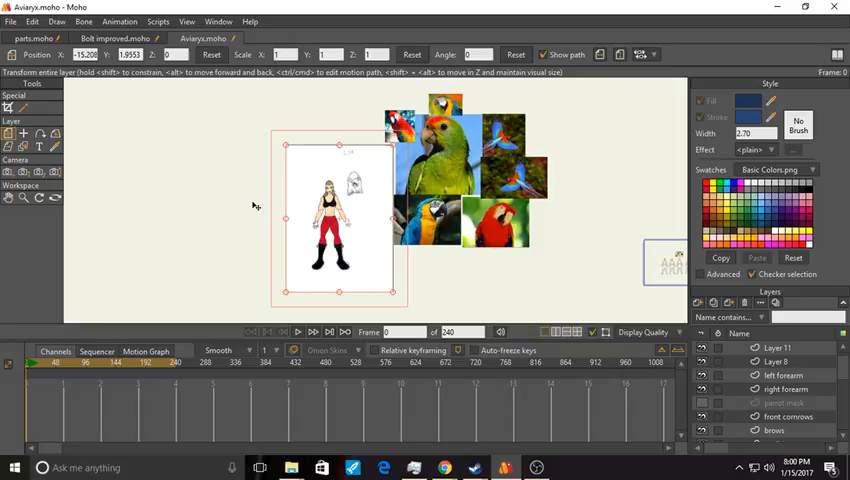 Aviaryx.moho - Moho
File Edit Draw Bone Animation Scripts View Window Help
parts.moho Bolt improved.moho Aviaryx.moho
Position X: -15.208 Y: 1.9553 Z: 0 Reset Scale X: 1 Y: 1 Z: 1 Reset Angle: 0 Reset Show path
Transform entire layer (hold <shift> to constrain, <alt> to move forward and back, <ctrl/cmd> to edit motion path, <shift> + <alt> to move in Z and maintain visual size) Frame: 0
Tools
Special
Layer
Camera
Workspace
Style
Fill
Stroke
Width 2.70
No Brush
Effect <plain> ...
Swatches Basic Colors.png
Copy Paste Reset
Advanced Checker selection
Layers
Name contains...
Name
Layer 11
Layer 8
left forearm
right forearm
parrot mask
front cornrows
brows
Frame 0 of 240 Display Quality
Channels Sequencer Motion Graph Smooth 1 Onion Skins Relative keyframing Auto-freeze keys
48 96 144 192 240 288 336 384 432 480 528 576 624 672 720 768 816 864 912 960 1008
1 2 3 4 5 6 7 8 9 10 11 12 13 14 15 16 17
Ask me anything
8:00 PM
1/15/2017